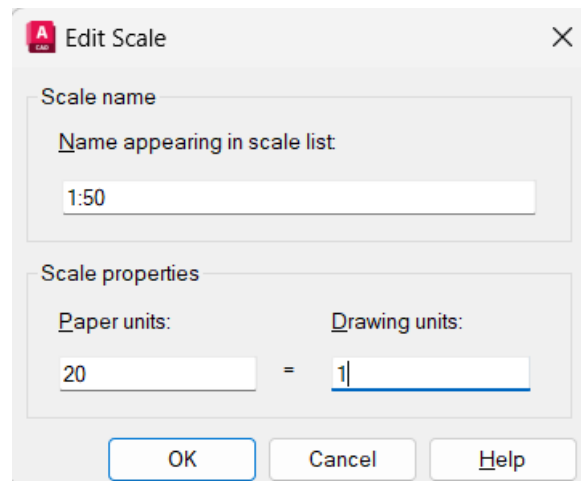 A
CAD
Edit Scale
Scale name
Name appearing in scale list:
1:50
Scale properties
Paper units:
Drawing units:
20
=
1
OK
Cancel
Help